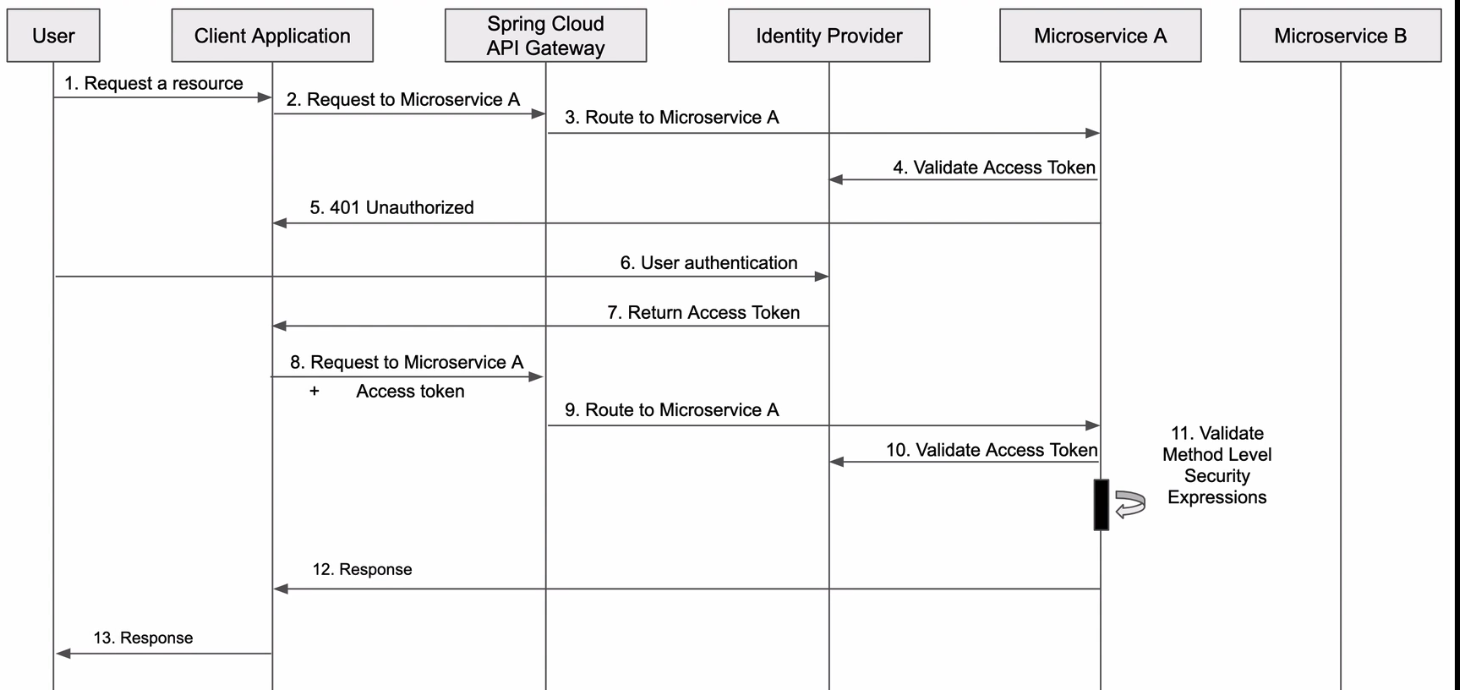 User
Client Application
Spring Cloud
API Gateway
Identity Provider
Microservice A
Microservice B
1. Request a resource
2. Request to Microservice A
3. Route to Microservice A
4. Validate Access Token
5. 401 Unauthorized
6. User authentication
7. Return Access Token
8. Request to Microservice A
+ Access token
9. Route to Microservice A
10. Validate Access Token
11. Validate
Method Level
Security
Expressions
12. Response
13. Response